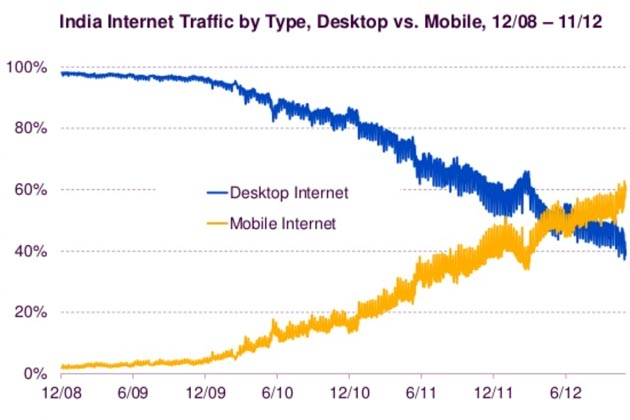 India Internet Traffic by Type, Desktop vs. Mobile, 12/08 – 11/12
100%
80%
60%
40%
20%
0%
Desktop Internet
Mobile Internet
12/08 6/09 12/09 6/10 12/10 6/11 12/11 6/12